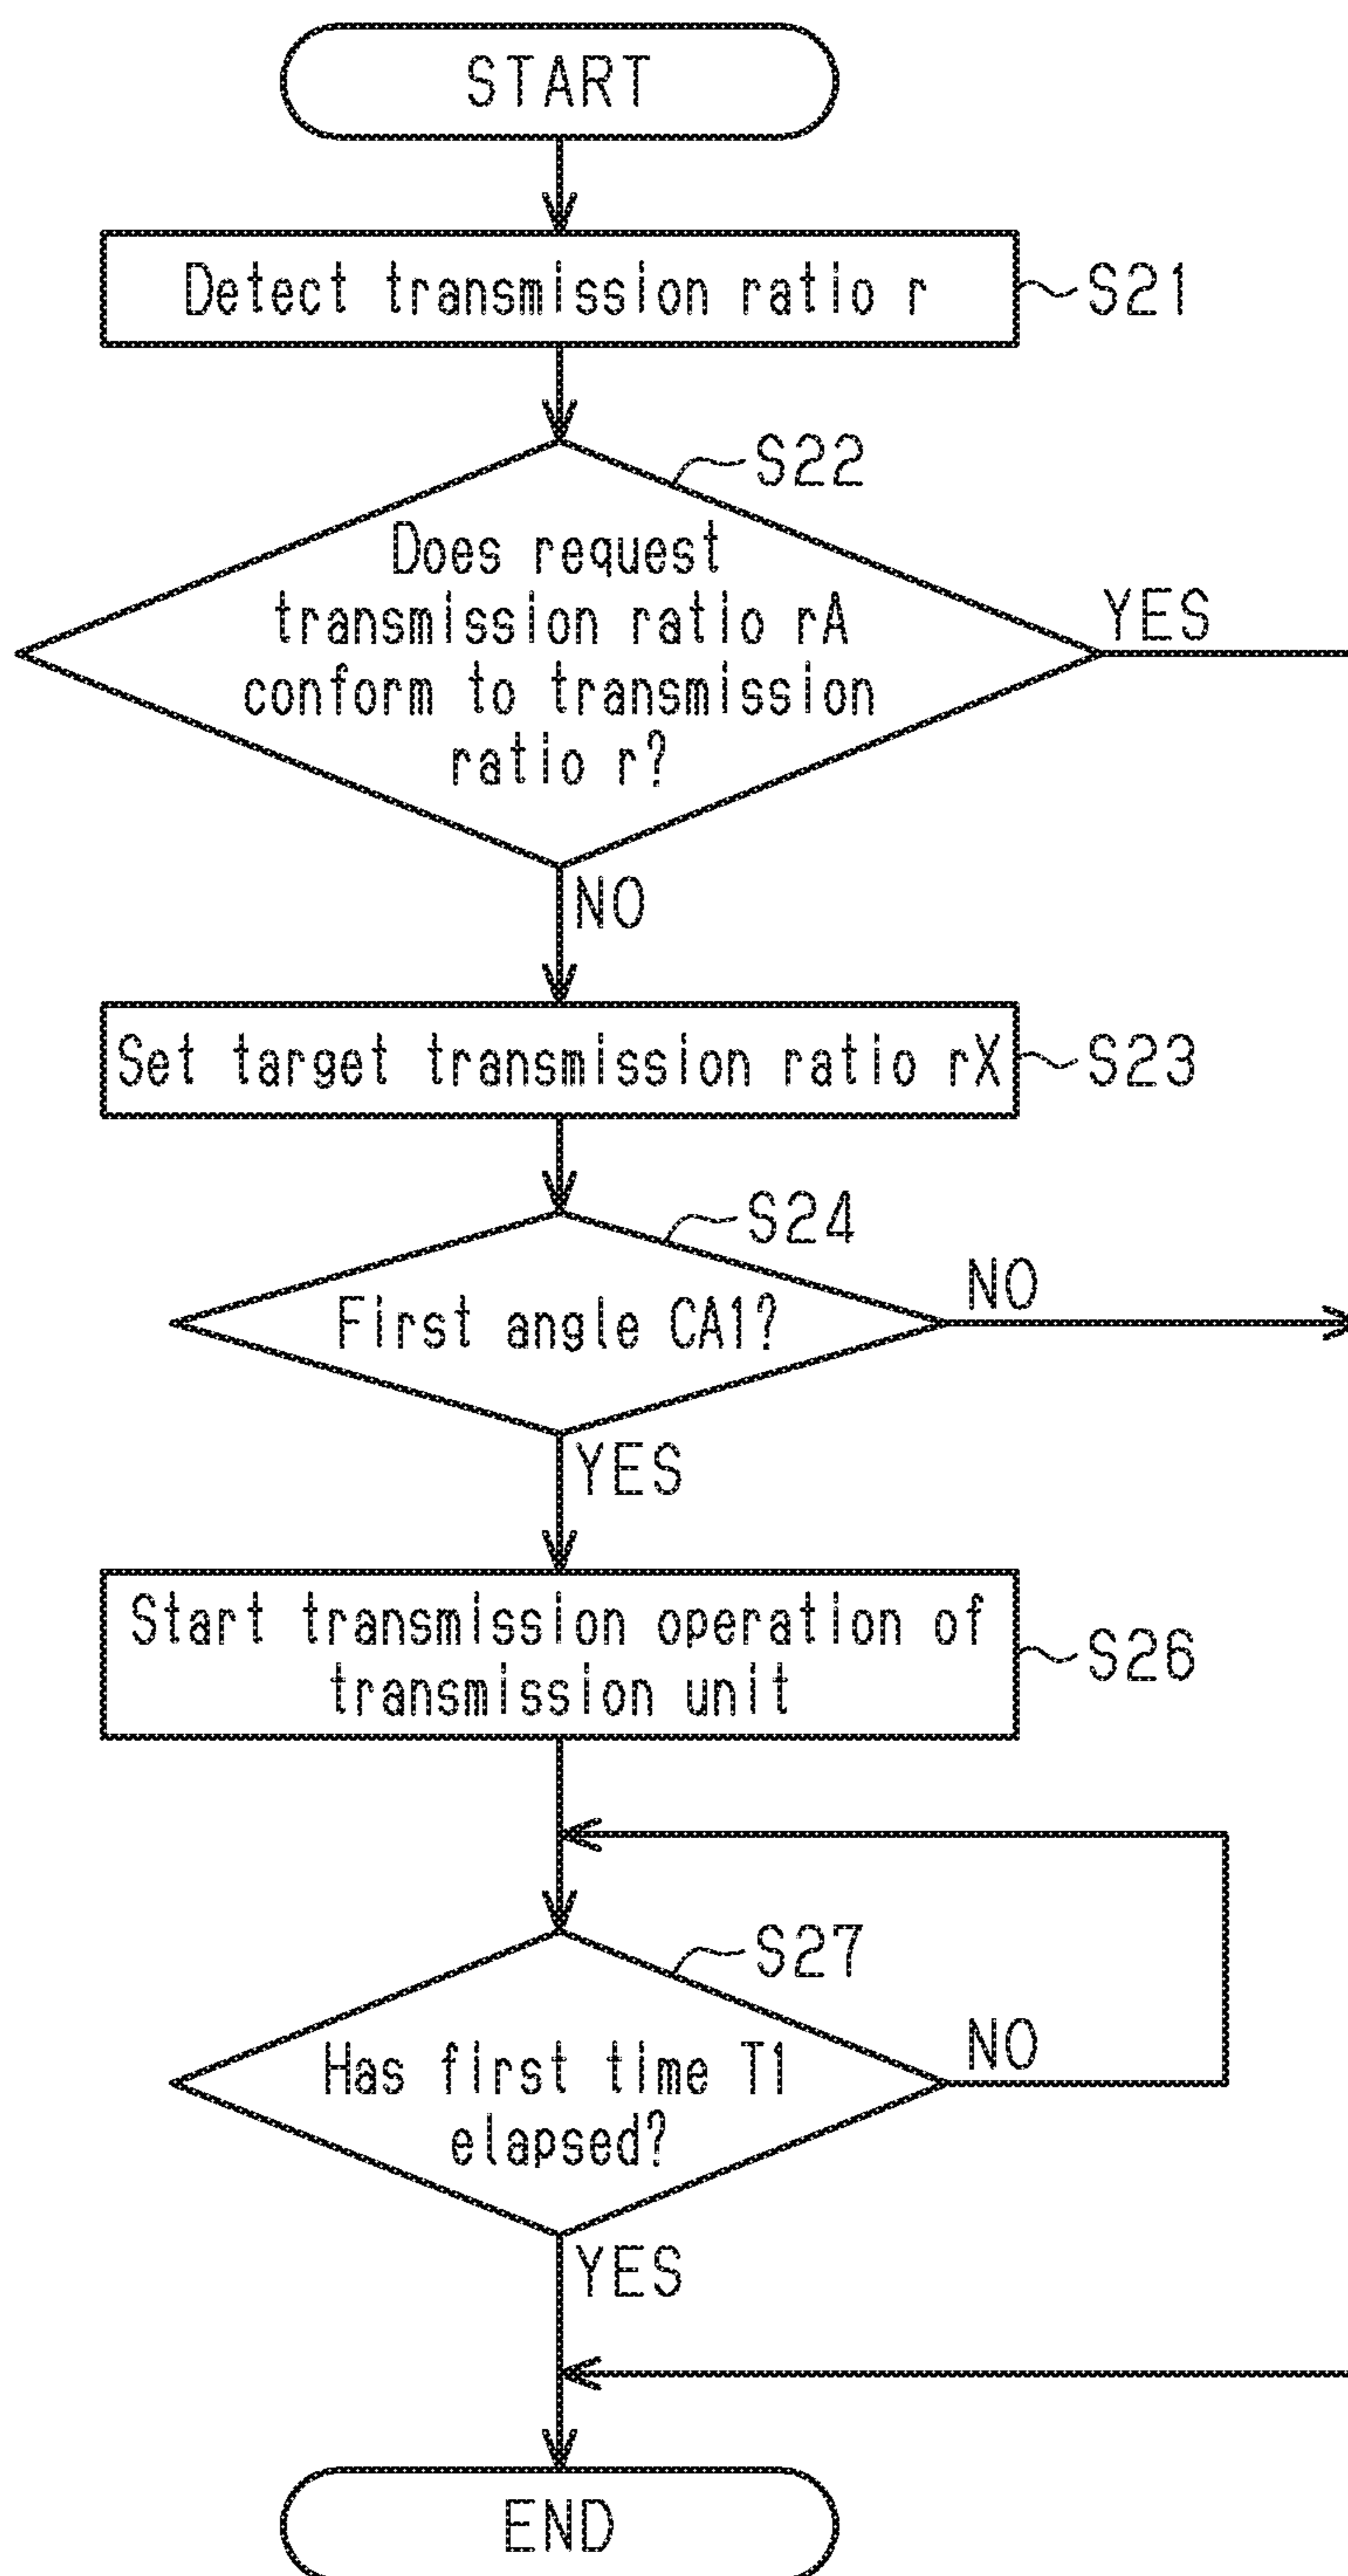 START
Detect transmission ratio r
S21
S22
Does request
transmission ratio rA
conform to transmission
ratio r?
YES
NO
Set target transmission ratio rX
S23
S24
First angle CA1?
NO
YES
Start transmission operation of
transmission unit
S26
S27
Has first time T1
elapsed?
NO
YES
END